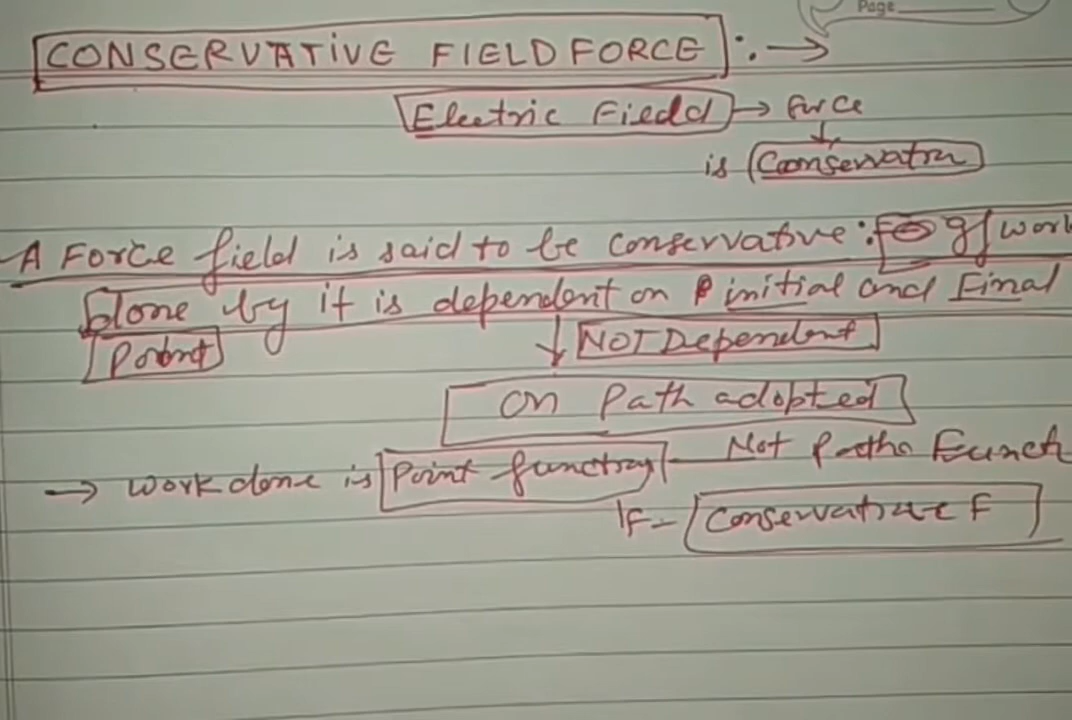 Page
CONSERVATIVE FIELD FORCE :. →
Electric Field → force
↓
is Conservative
A Force field is said to be conservative : If work
done by it is dependent on initial and Final
Point ↓ NOT Dependent
on Path adopted
→ work done is Point function - Not Path Funct
IF - Conservative F